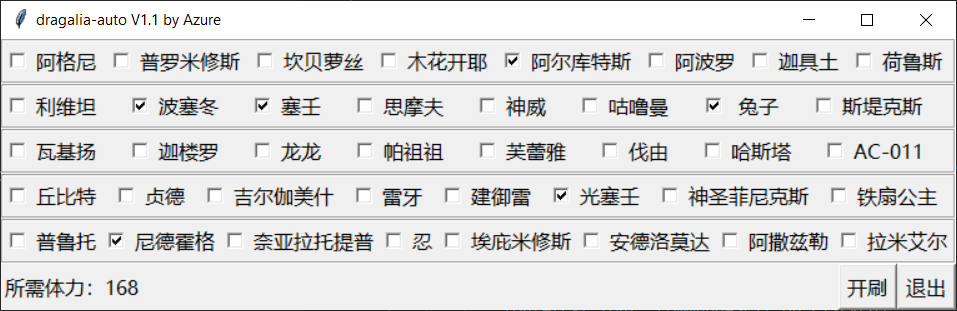 dragalia-auto V1.1 by Azure
阿格尼 普罗米修斯 坎贝萝丝 木花开耶 阿尔库特斯 阿波罗 迦具土 荷鲁斯
利维坦 波塞冬 塞壬 思摩夫 神威 咕噜曼 兔子 斯堤克斯
瓦基扬 迦楼罗 龙龙 帕祖祖 芙蕾雅 伐由 哈斯塔 AC-011
丘比特 贞德 吉尔伽美什 雷牙 建御雷 光塞壬 神圣菲尼克斯 铁扇公主
普鲁托 尼德霍格 奈亚拉托提普 忍 埃庇米修斯 安德洛莫达 阿撒兹勒 拉米艾尔
所需体力：168 开刷 退出